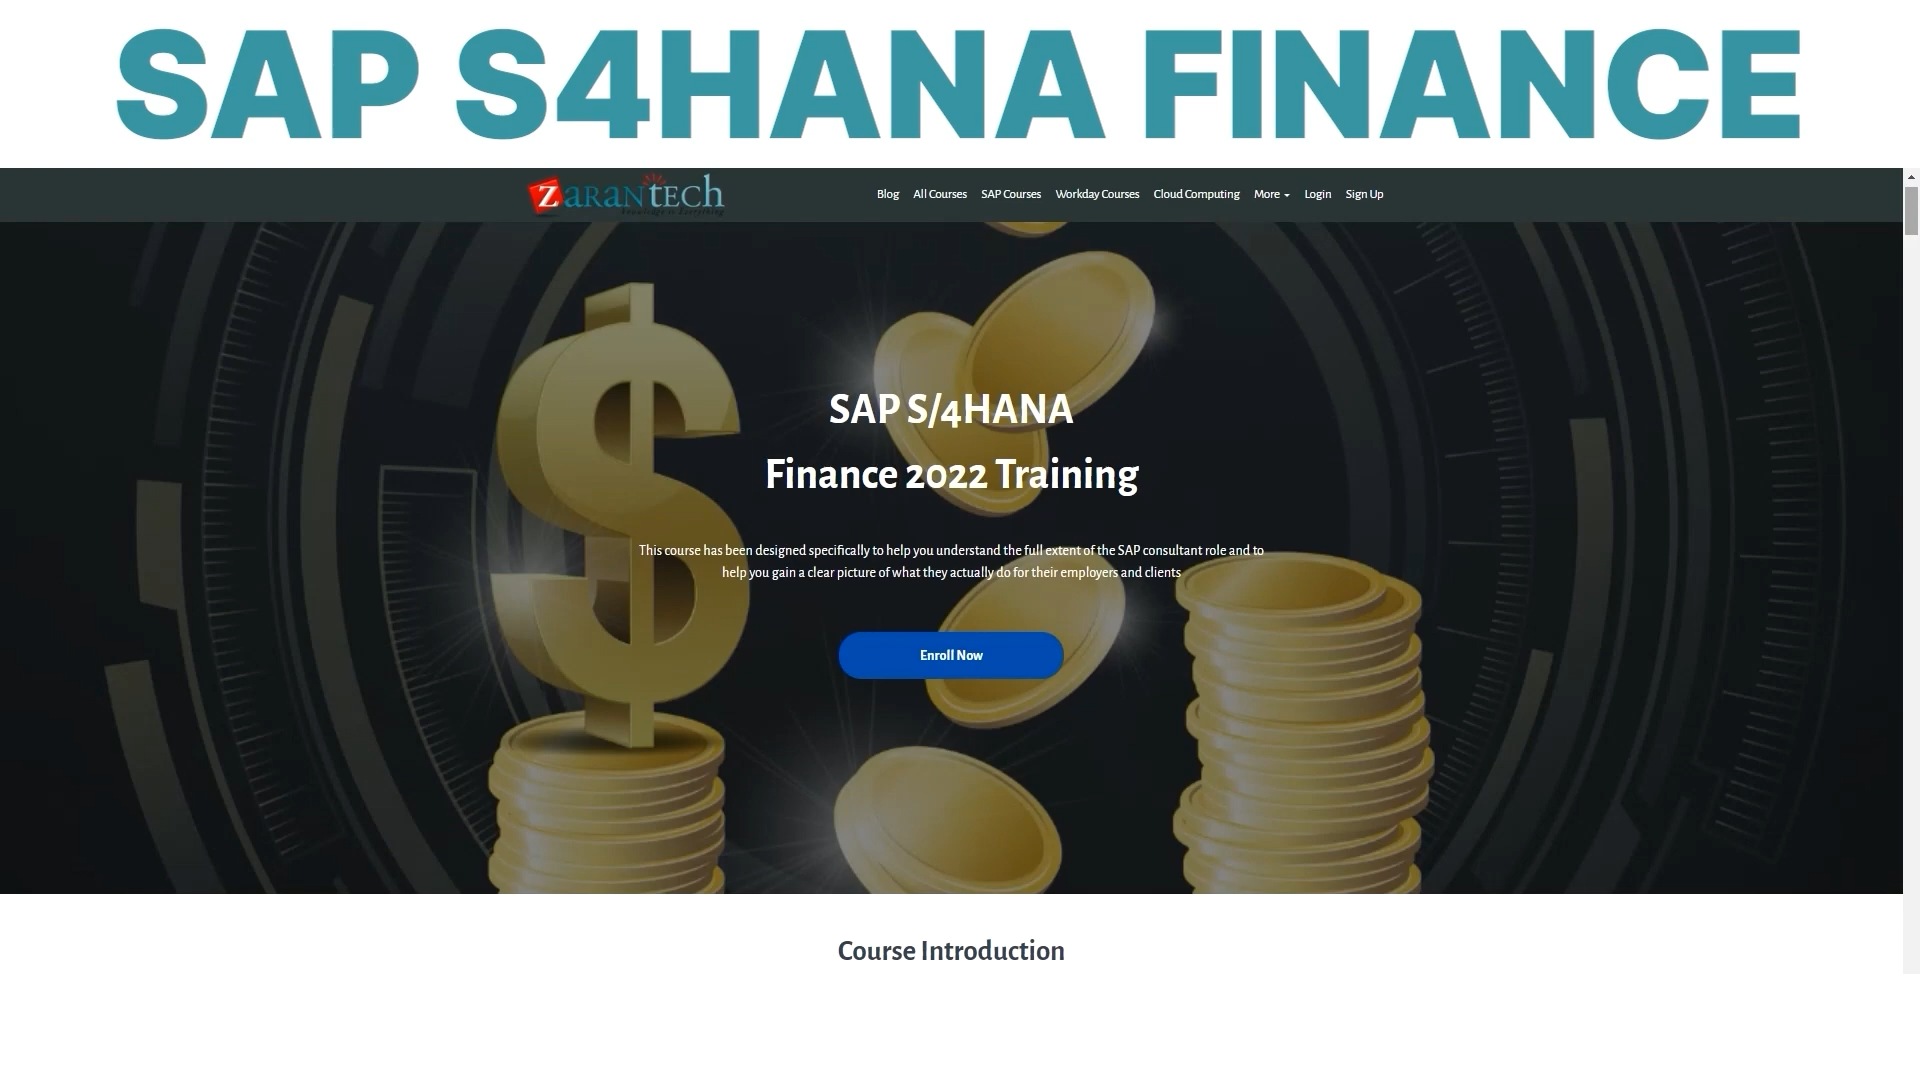 SAP S4HANA FINANCE
ZARANTECH
Blog All Courses SAP Courses Workday Courses Cloud Computing More Login Sign Up
SAP S/4HANA
Finance 2022 Training
This course has been designed specifically to help you understand the full extent of the SAP consultant role and to
help you gain a clear picture of what they actually do for their employers and clients
Enroll Now
Course Introduction